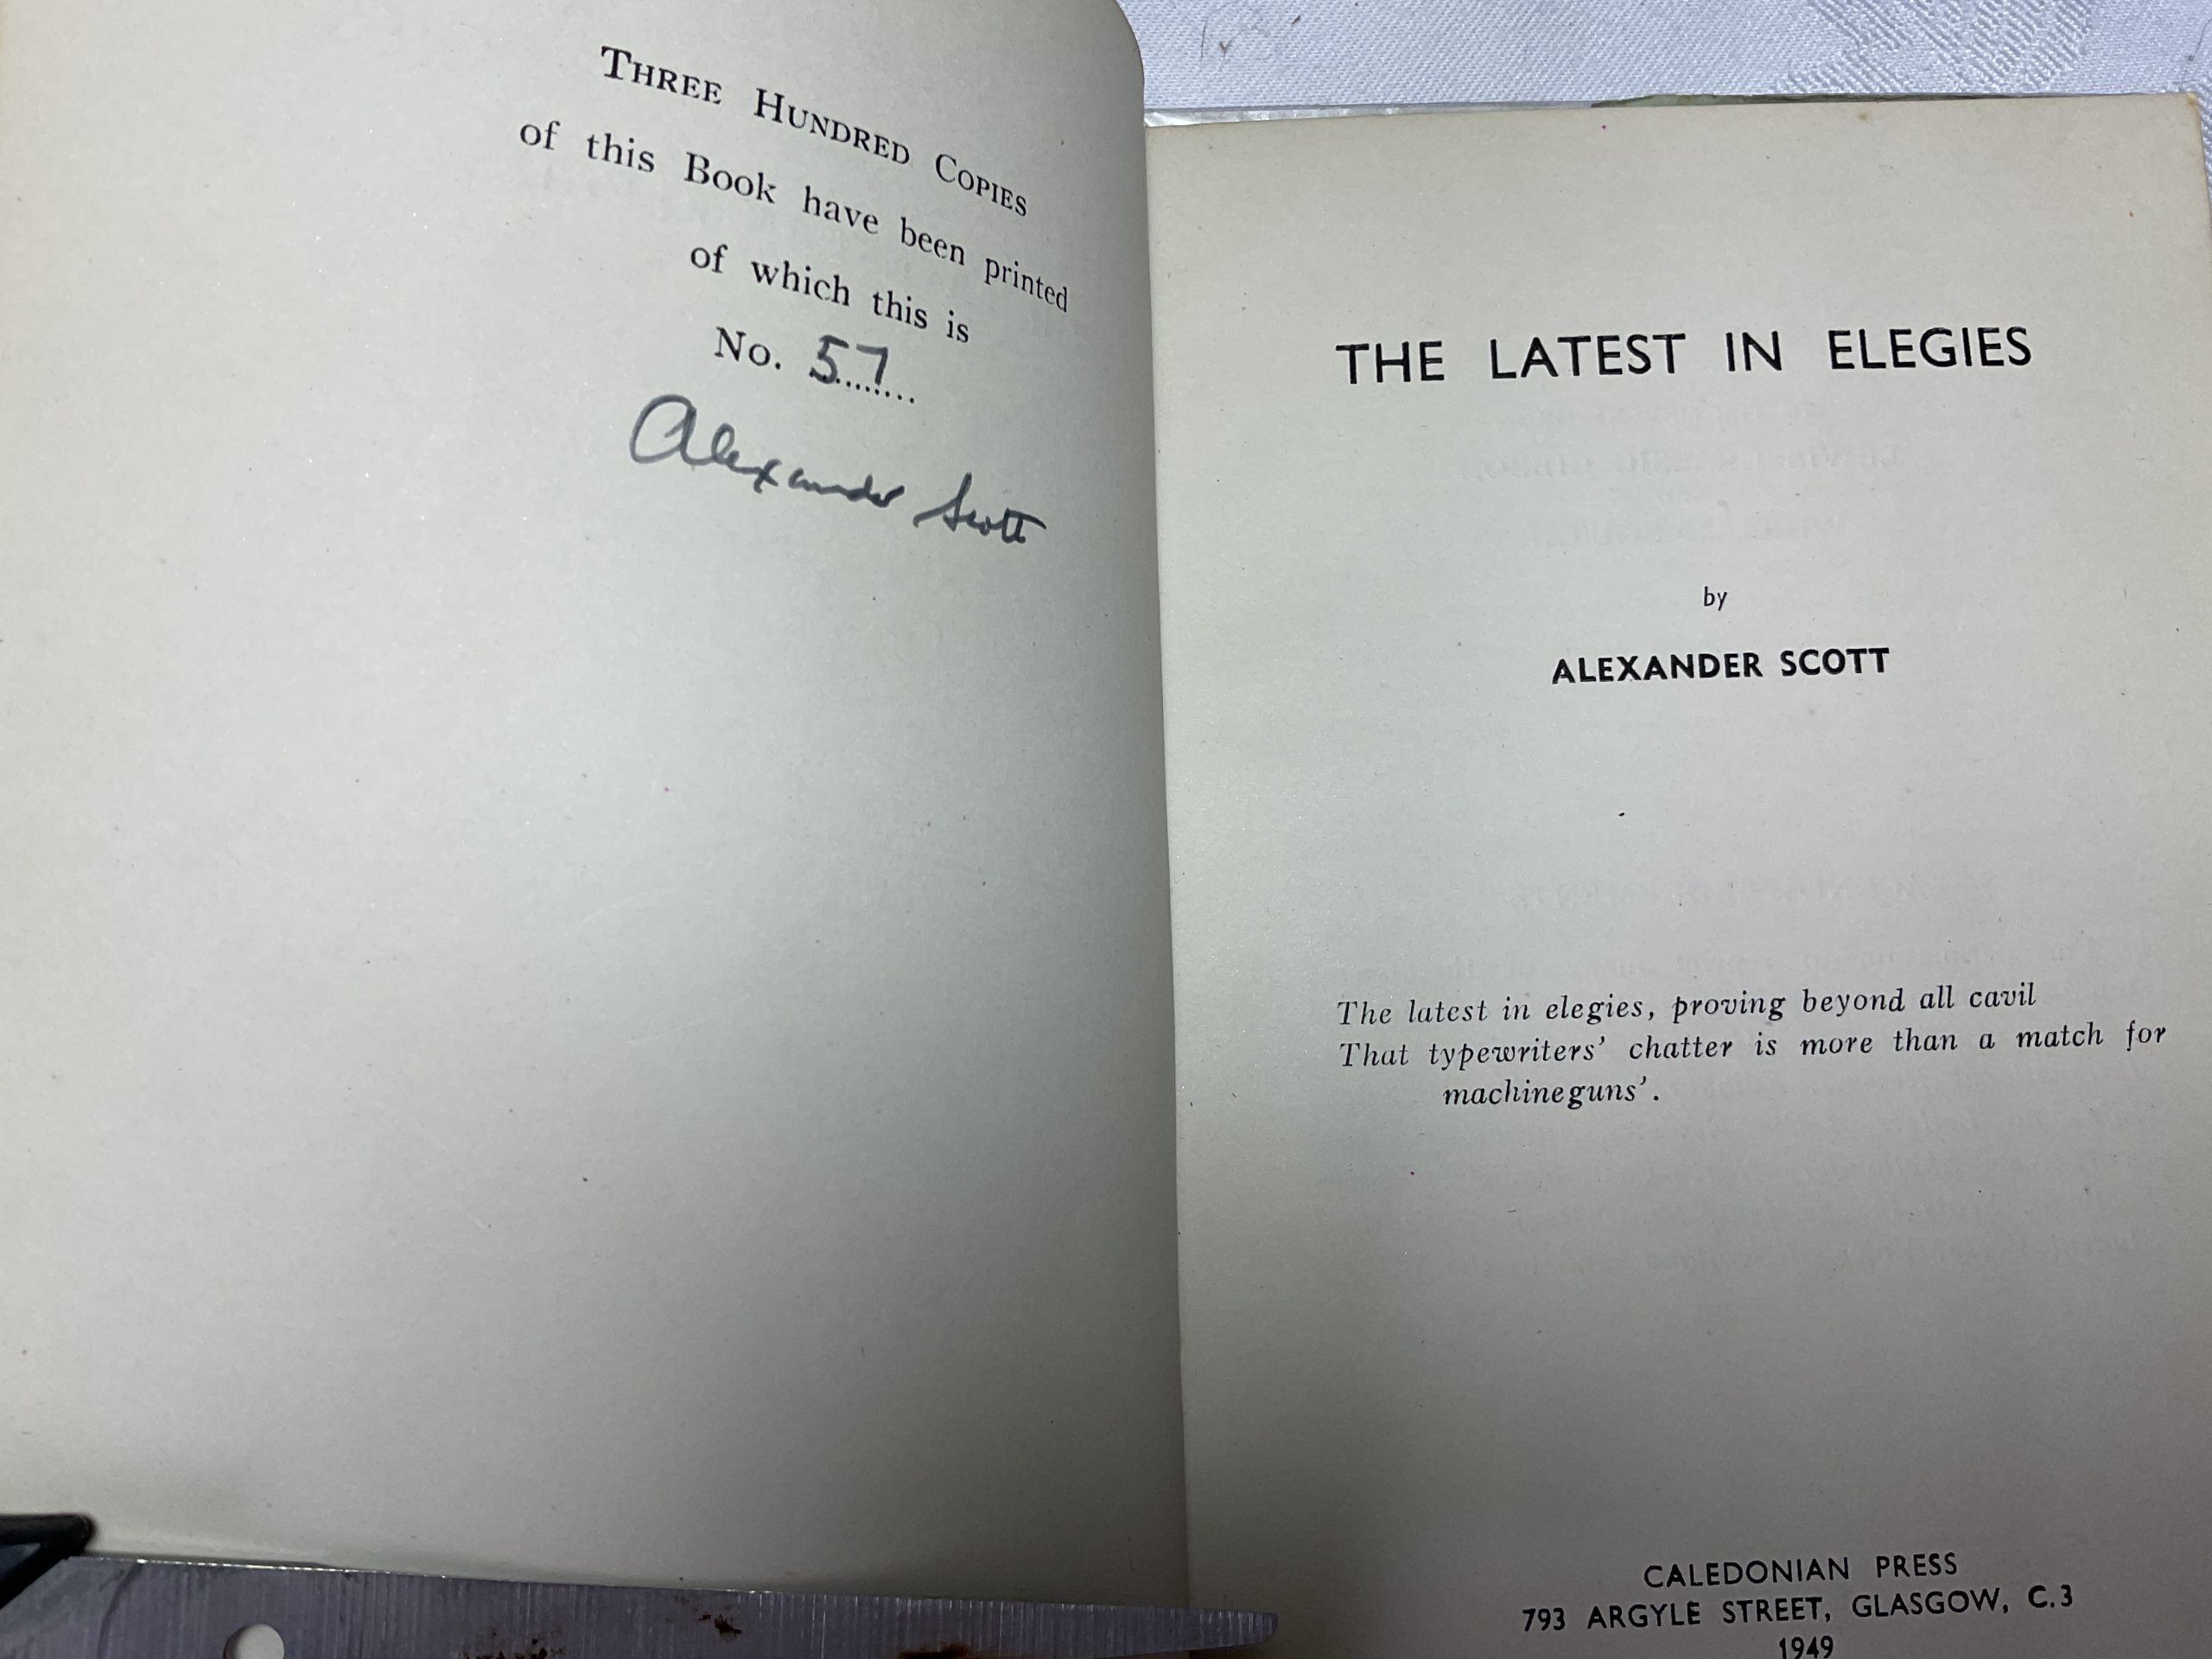 THREE HUNDRED COPIES
of this Book have been printed
of which this is
No. 57
Alexander Scott
THE LATEST IN ELEGIES
by
ALEXANDER SCOTT
The latest in elegies, proving beyond all cavil
That typewriters' chatter is more than a match for
machineguns'.
CALEDONIAN PRESS
793 ARGYLE STREET, GLASGOW, C.3
1949